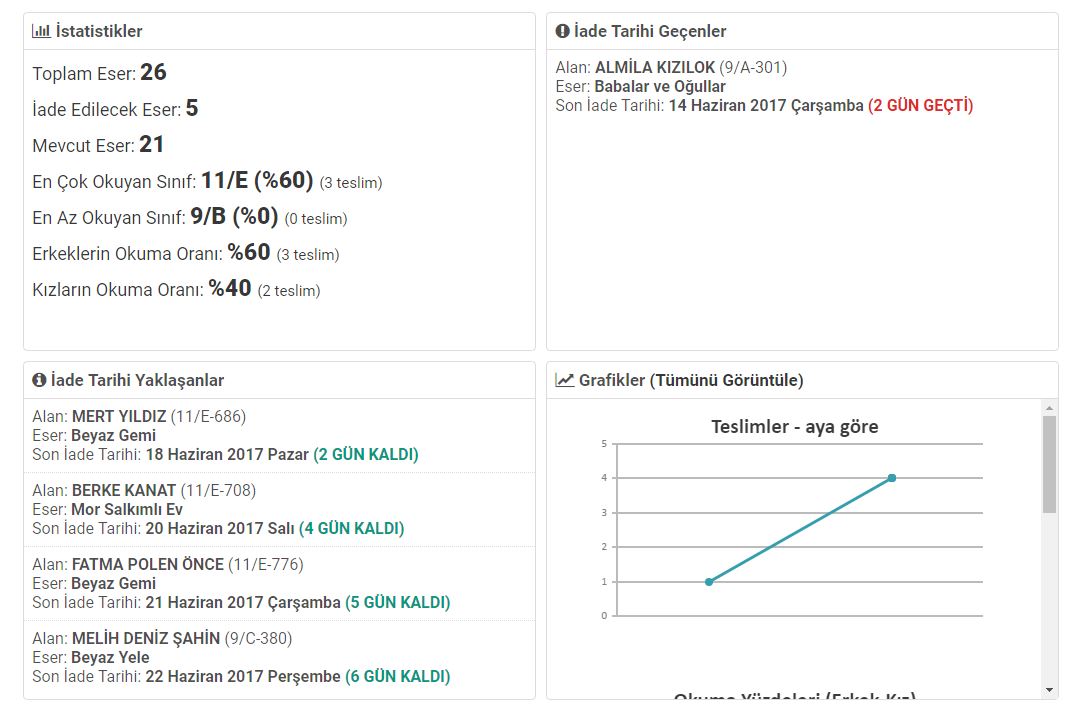 İstatistikler
Toplam Eser: 26
İade Edilecek Eser: 5
Mevcut Eser: 21
En Çok Okuyan Sınıf: 11/E (%60) (3 teslim)
En Az Okuyan Sınıf: 9/B (%0) (0 teslim)
Erkeklerin Okuma Oranı: %60 (3 teslim)
Kızların Okuma Oranı: %40 (2 teslim)
İade Tarihi Geçenler
Alan: ALMİLA KIZILOK (9/A-301)
Eser: Babalar ve Oğullar
Son İade Tarihi: 14 Haziran 2017 Çarşamba (2 GÜN GEÇTİ)
İade Tarihi Yaklaşanlar
Alan: MERT YILDIZ (11/E-686)
Eser: Beyaz Gemi
Son İade Tarihi: 18 Haziran 2017 Pazar (2 GÜN KALDI)
Alan: BERKE KANAT (11/E-708)
Eser: Mor Salkımlı Ev
Son İade Tarihi: 20 Haziran 2017 Salı (4 GÜN KALDI)
Alan: FATMA POLEN ÖNCE (11/E-776)
Eser: Beyaz Gemi
Son İade Tarihi: 21 Haziran 2017 Çarşamba (5 GÜN KALDI)
Alan: MELİH DENİZ ŞAHİN (9/C-380)
Eser: Beyaz Yele
Son İade Tarihi: 22 Haziran 2017 Perşembe (6 GÜN KALDI)
Grafikler (Tümünü Görüntüle)
Teslimler - aya göre
5
4
3
2
1
0
Okuma Yüzdeleri (Erkek-Kız)